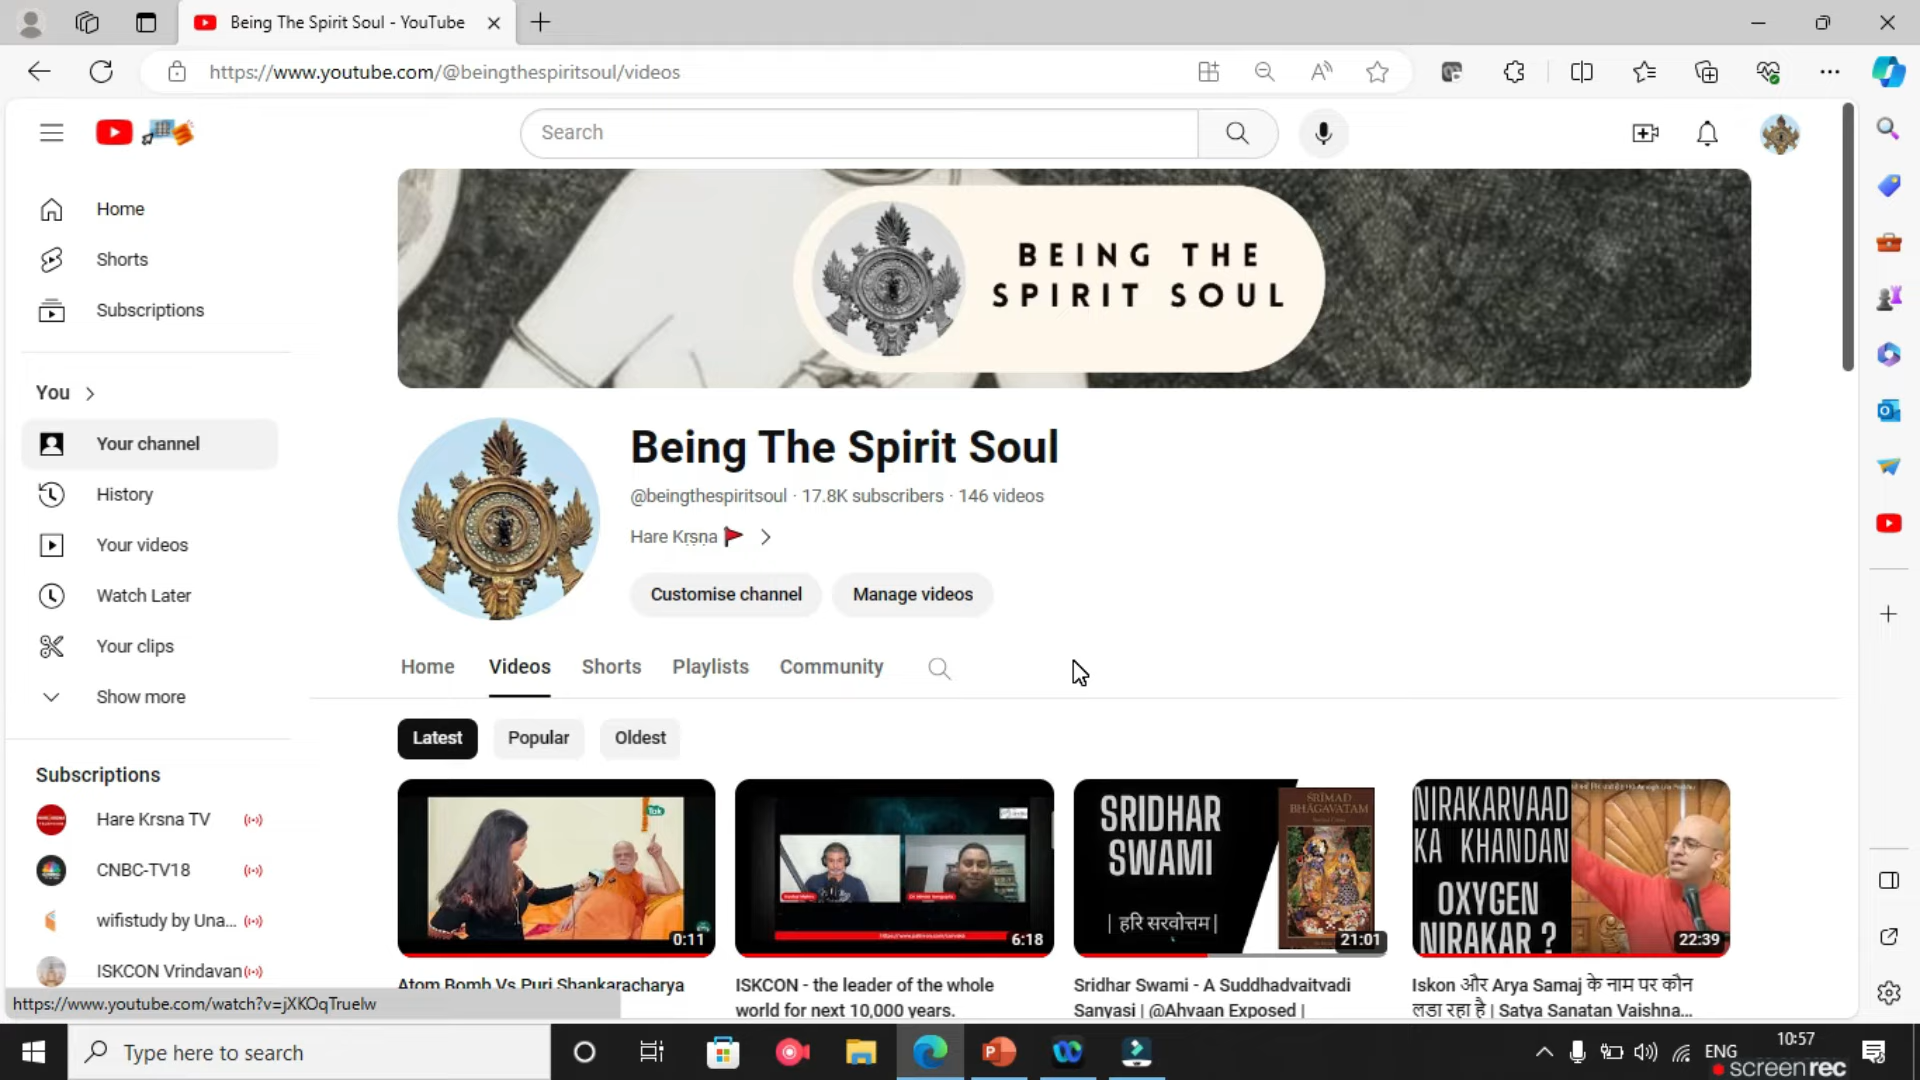 Being The Spirit Soul - YouTube
https://www.youtube.com/@beingthespiritsoul/videos
Search
Home
Shorts
Subscriptions
You
Your channel
History
Your videos
Watch Later
Your clips
Show more
Subscriptions
Hare Krsna TV
CNBC-TV18
wifistudy by Una...
ISKCON Vrindavan
https://www.youtube.com/watch?v=jXKOqTruelw
BEING THE
SPIRIT SOUL
Being The Spirit Soul
@beingthespiritsoul · 17.8K subscribers · 146 videos
Hare Kṛṣṇa
Customise channel
Manage videos
Home
Videos
Shorts
Playlists
Community
Latest
Popular
Oldest
Tak
0:11
Atom Bomb Vs Puri Shankaracharya
6:18
ISKCON - the leader of the whole
world for next 10,000 years.
SRIDHAR
SWAMI
| हरि सरवोत्तम |
ŚRĪMAD
BHĀGAVATAM
21:01
Sridhar Swami - A Suddhadvaitvadi
Sanyasi | @Ahvaan Exposed |
NIRAKARVAAD
KA KHANDAN
OXYGEN
NIRAKAR ?
22:39
Iskon और Arya Samaj के नाम पर कौन
लडा रहा है | Satya Sanatan Vaishna...
Type here to search
ENG
10:57
screenrec